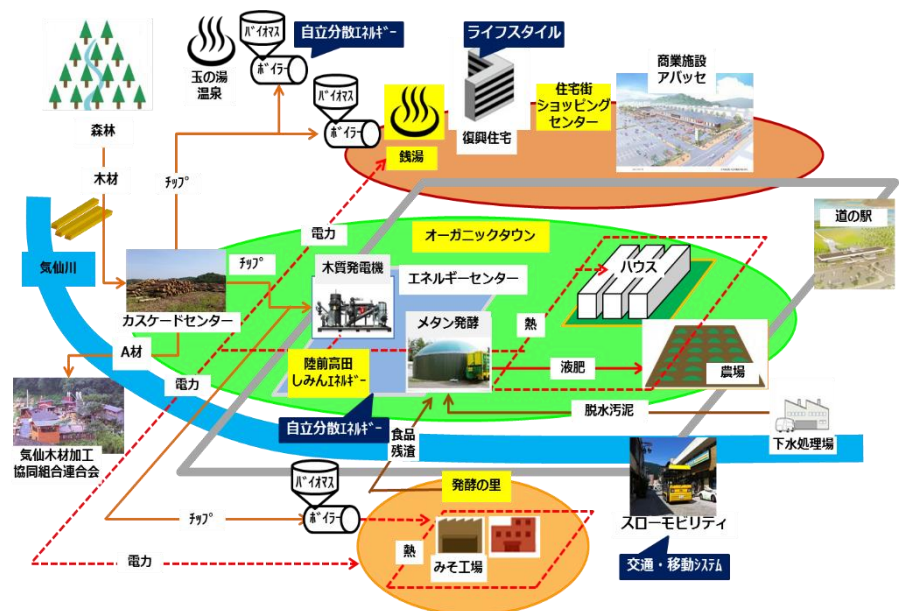 バイオマス
自立分散エネルギー
ライフスタイル
玉の湯
温泉
ボイラー
バイオマス
ボイラー
銭湯
復興住宅
住宅街
ショッピング
センター
商業施設
アバッセ
森林
木材
チップ
道の駅
気仙川
電力
オーガニックタウン
チップ
木質発電機
エネルギーセンター
ハウス
カスケードセンター
メタン発酵
熱
A材
陸前高田
しみんエネルギー
液肥
農場
電力
脱水汚泥
自立分散エネルギー
食品
残渣
下水処理場
気仙木材加工
協同組合連合会
バイオマス
発酵の里
チップ
ボイラー
スローモビリティ
熱
みそ工場
電力
交通・移動システム